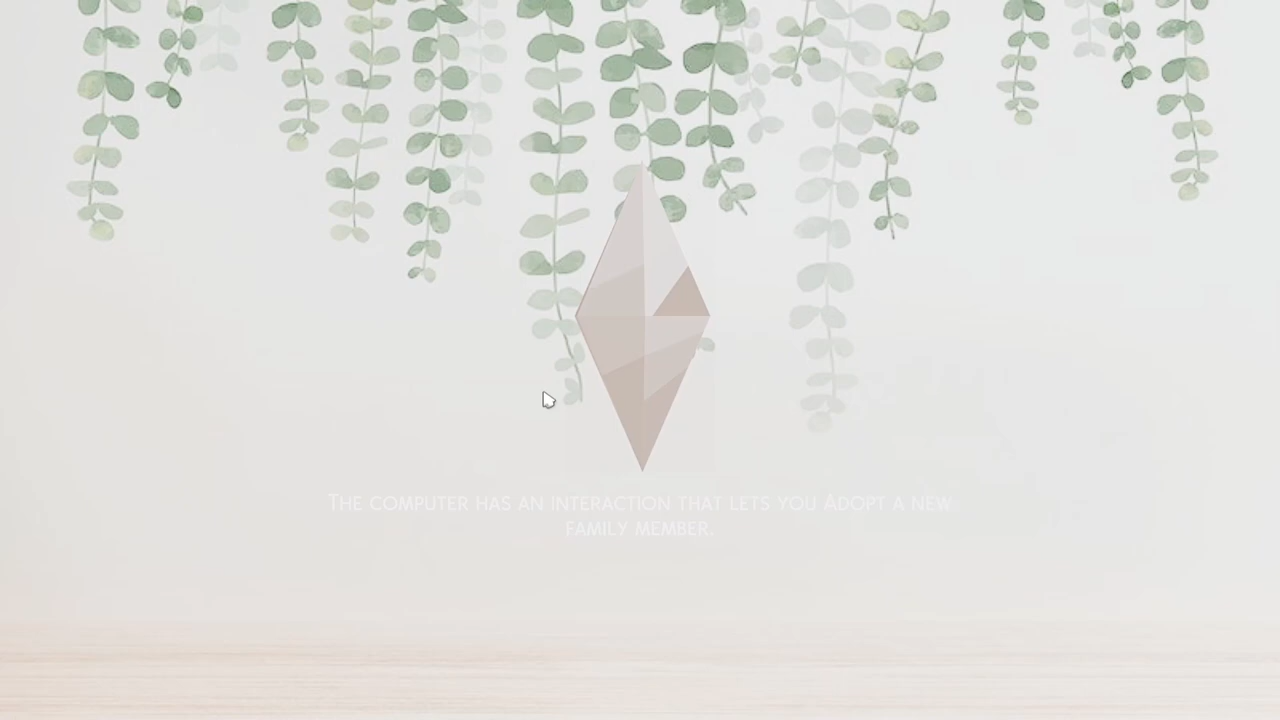 The computer has an interaction that lets you Adopt a new
family member.